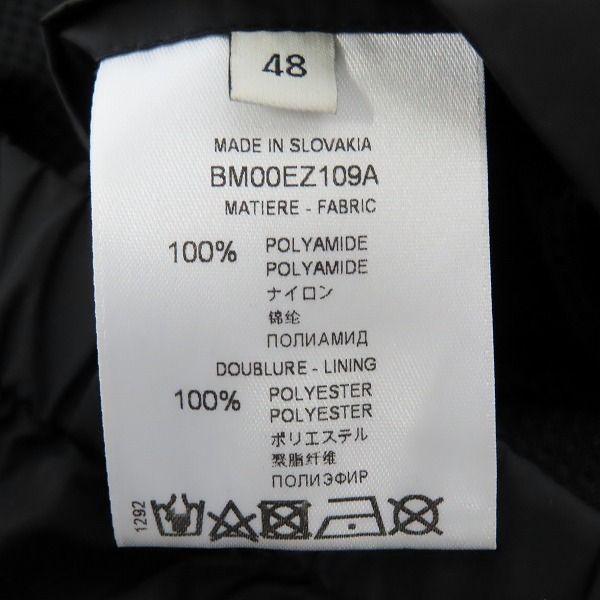 48
MADE IN SLOVAKIA
BM00EZ109A
MATIERE - FABRIC
100% POLYAMIDE
POLYAMIDE
ナイロン
锦纶
ПОЛИАМИД
DOUBLURE - LINING
100% POLYESTER
POLYESTER
ポリエステル
聚脂纤维
ПОЛИЭФИР
1292